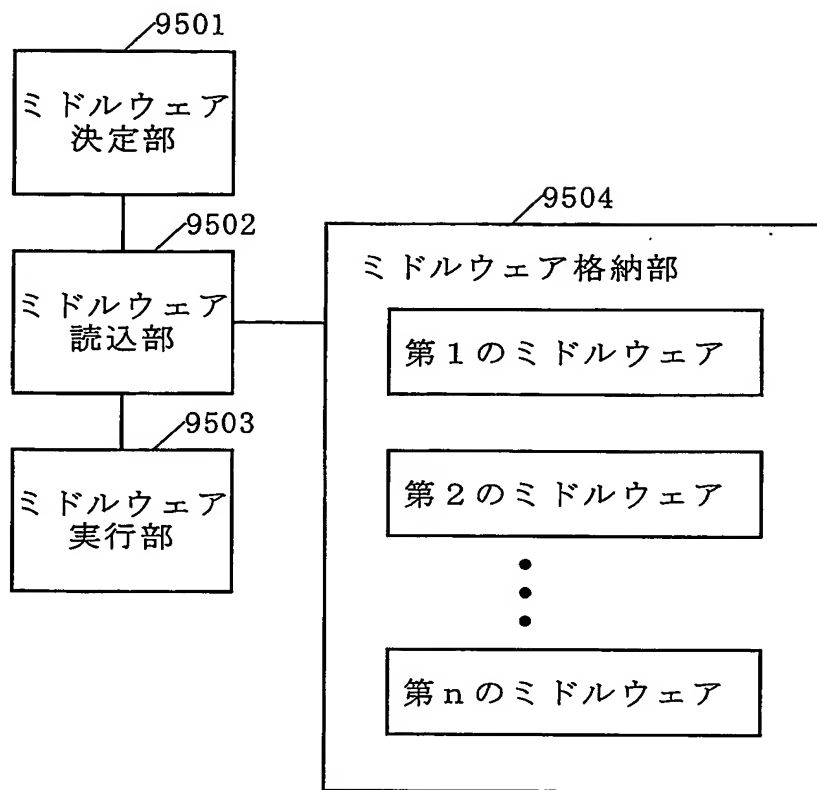 9501
ミドルウェア
決定部
9502
ミドルウェア
読込部
9503
ミドルウェア
実行部
9504
ミドルウェア格納部
第1のミドルウェア
第2のミドルウェア
第nのミドルウェア